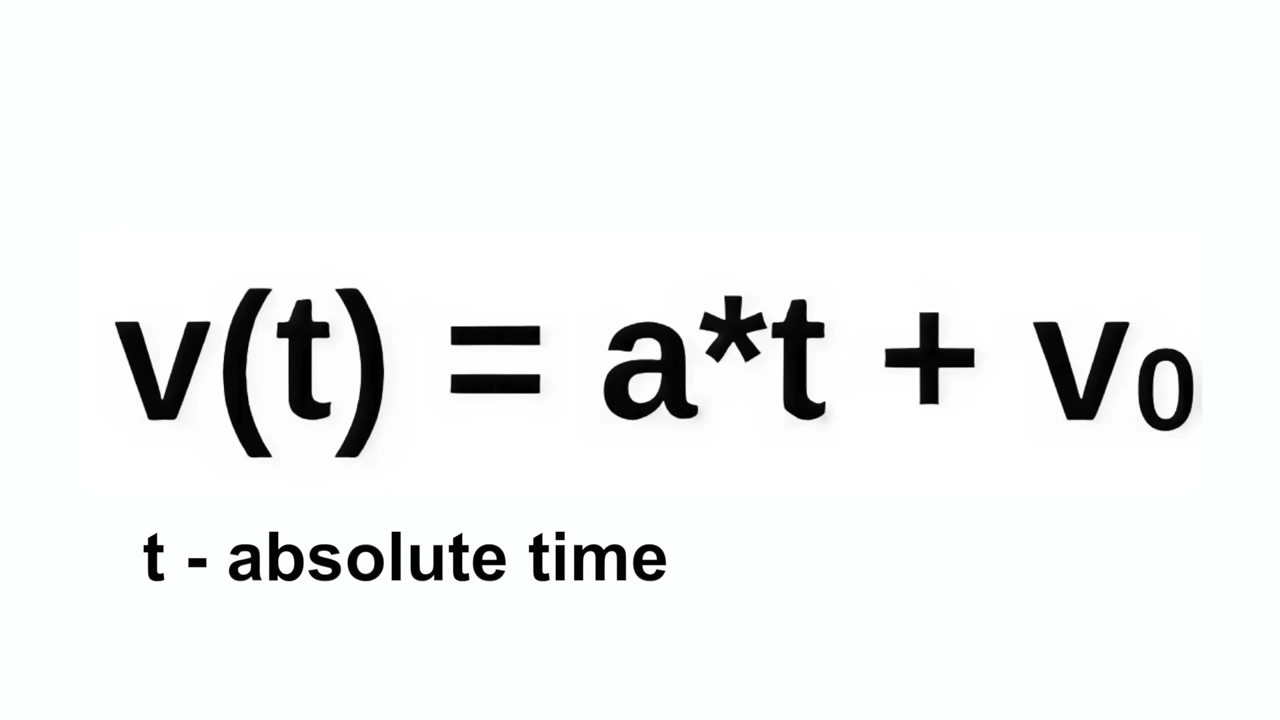 v(t) = a*t + v₀
t - absolute time